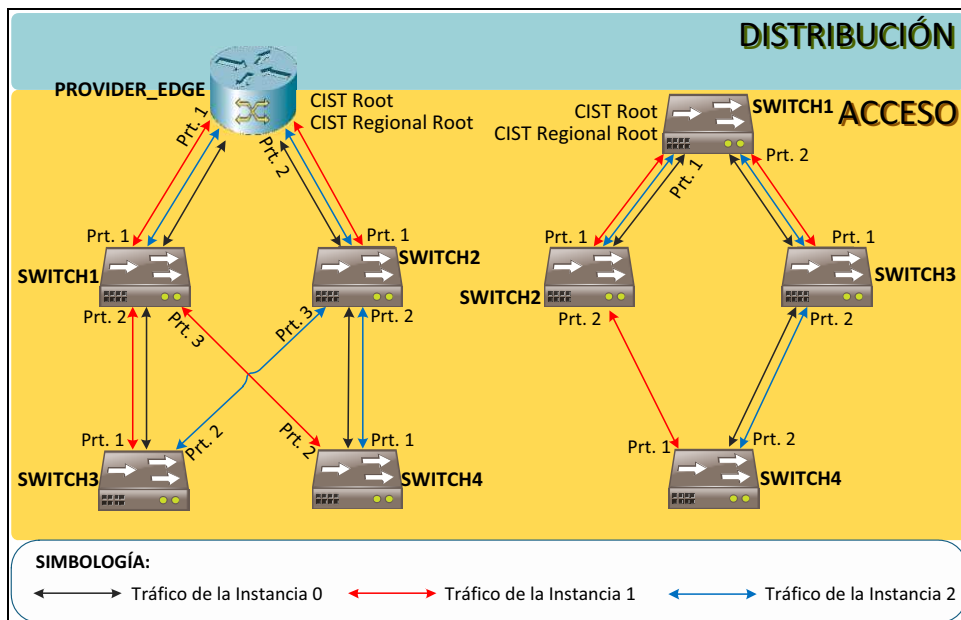 DISTRIBUCIÓN
ACCESO
PROVIDER_EDGE
CIST Root
CIST Regional Root
Prt. 1
Prt. 2
Prt. 1
Prt. 1
SWITCH1
SWITCH2
Prt. 2
Prt. 3
Prt. 3
Prt. 2
Prt. 1
Prt. 2
Prt. 2
Prt. 1
SWITCH3
SWITCH4
CIST Root
CIST Regional Root
SWITCH1
Prt. 1
Prt. 2
Prt. 1
Prt. 1
SWITCH2
SWITCH3
Prt. 2
Prt. 2
Prt. 1
Prt. 2
SWITCH4
SIMBOLOGÍA:
Tráfico de la Instancia 0
Tráfico de la Instancia 1
Tráfico de la Instancia 2